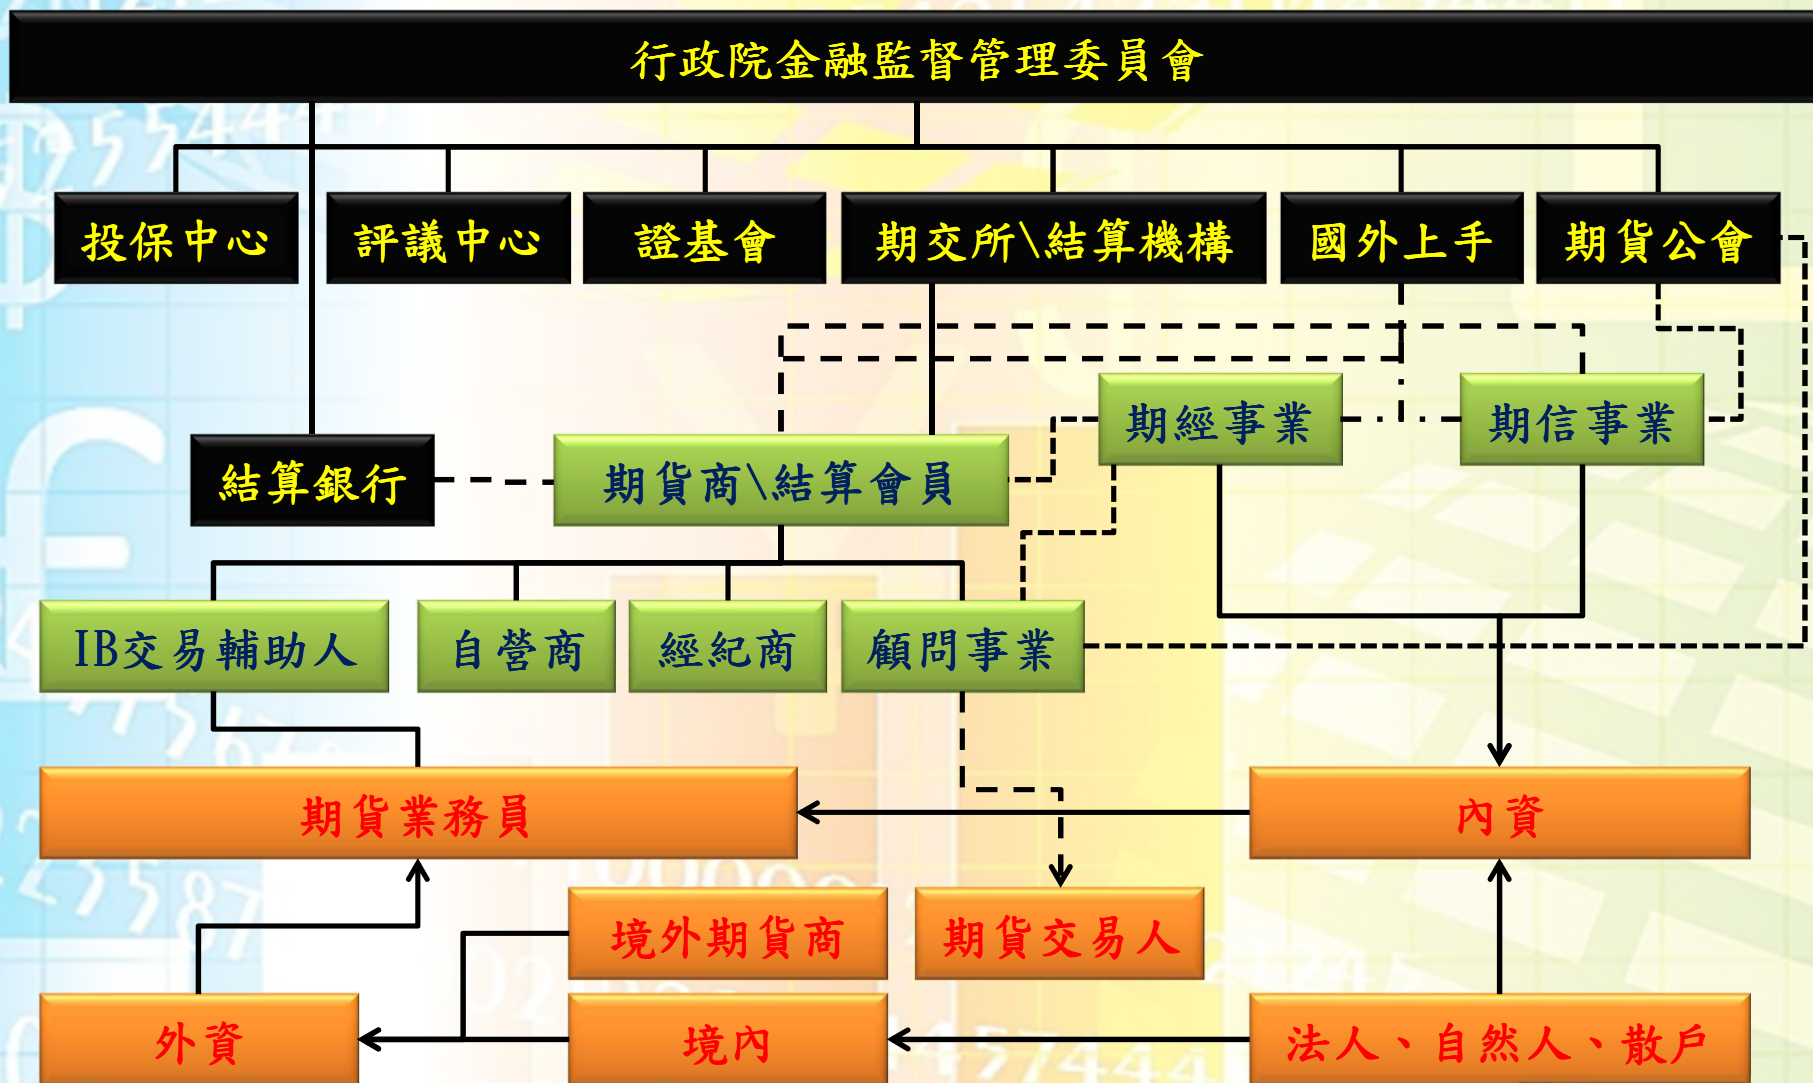 行政院金融監督管理委員會
投保中心
評議中心
證基會
期交所\結算機構
國外上手
期貨公會
期經事業
期信事業
結算銀行
期貨商\結算會員
IB交易輔助人
自營商
經紀商
顧問事業
期貨業務員
內資
境外期貨商
期貨交易人
外資
境內
法人、自然人、散戶